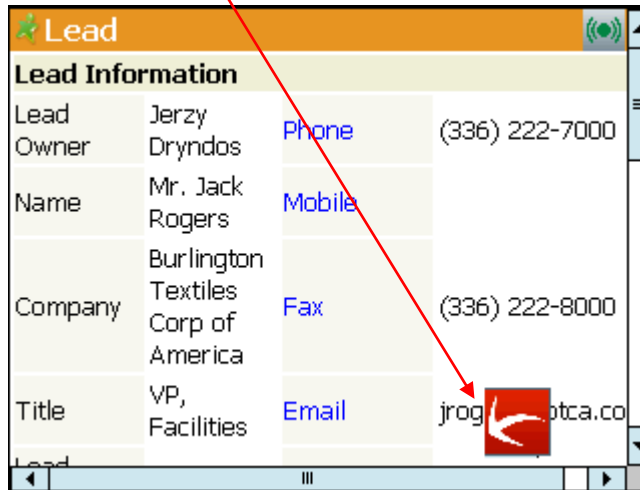 Lead
Lead Information
Lead
Owner
Jerzy
Dryndos
Phone
(336) 222-7000
Name
Mr. Jack
Rogers
Mobile
Company
Burlington
Textiles
Corp of
America
Fax
(336) 222-8000
Title
VP,
Facilities
Email
Lead